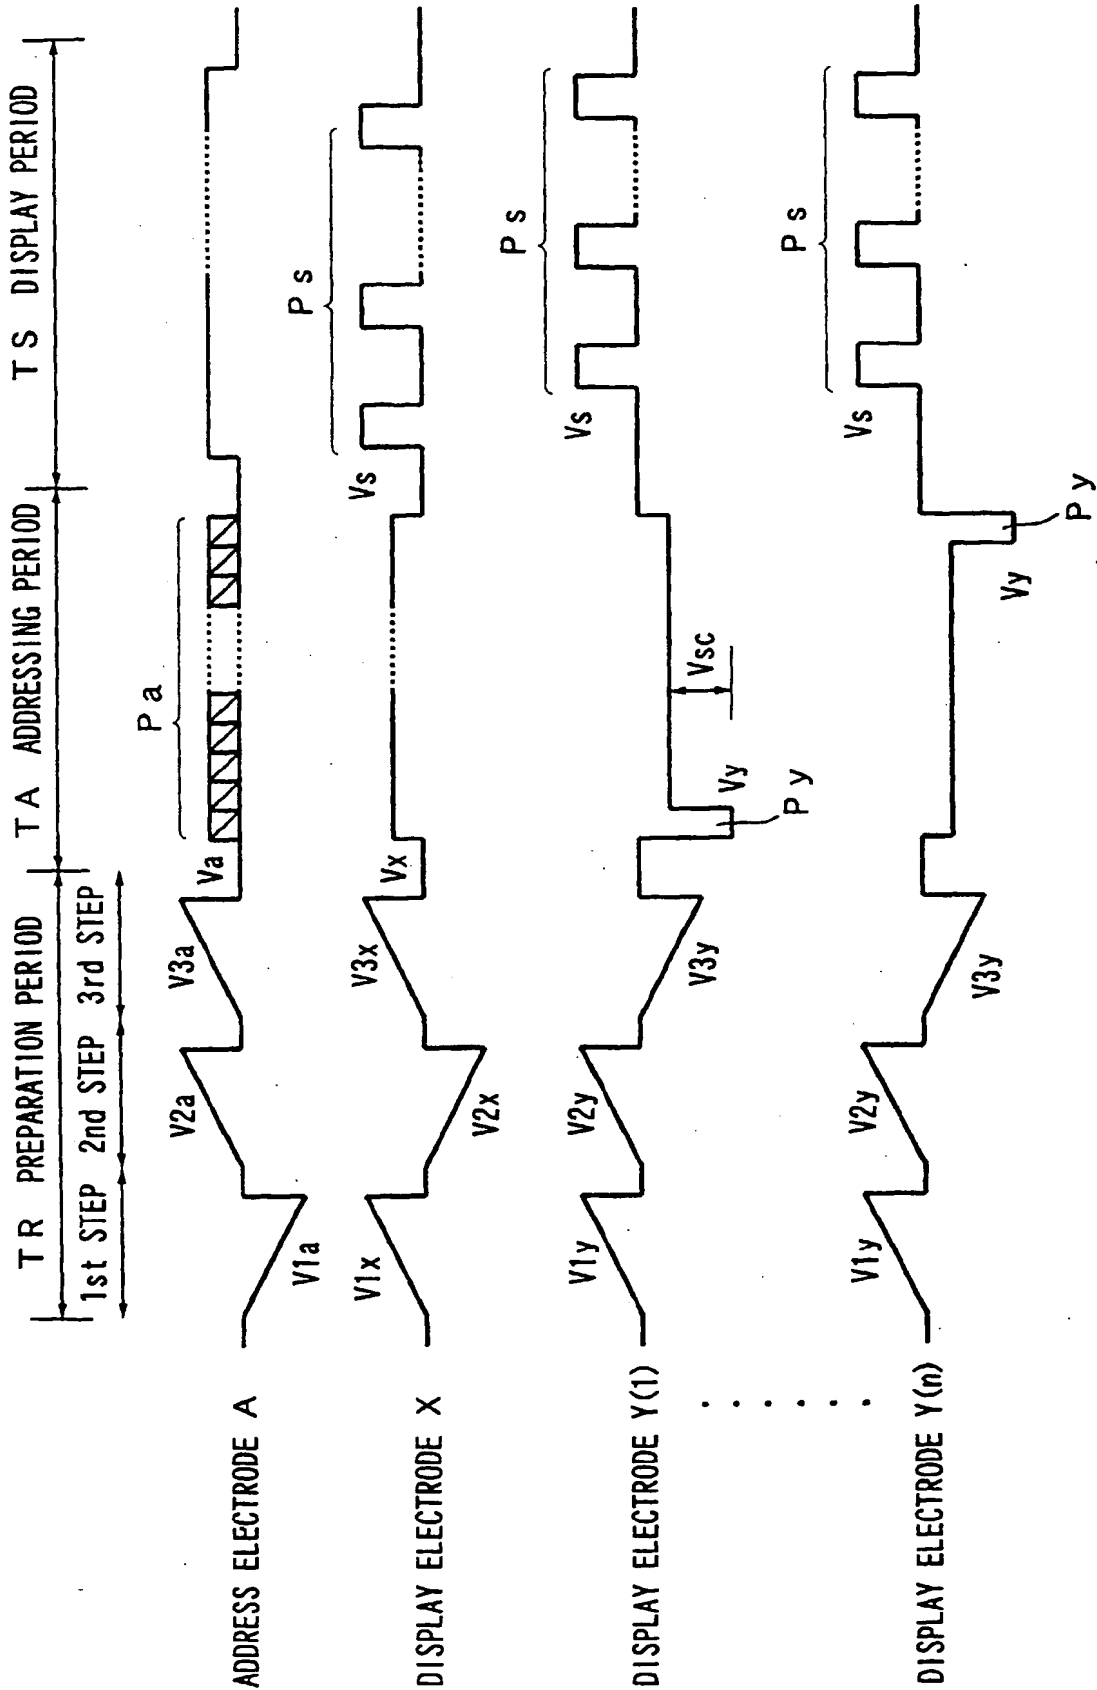 TR PREPARATION PERIOD TA ADDRESSING PERIOD TS DISPLAY PERIOD
1st STEP 2nd STEP 3rd STEP
Pa
V1a V2a V3a Va
ADDRESS ELECTRODE A
Ps
V1x V2x V3x Vx Vs
DISPLAY ELECTRODE X
Ps
V1y V2y V3y Vy Vsc Vs
Py
DISPLAY ELECTRODE Y(1)
Ps
V1y V2y V3y Vy Vs
Py
DISPLAY ELECTRODE Y(n)